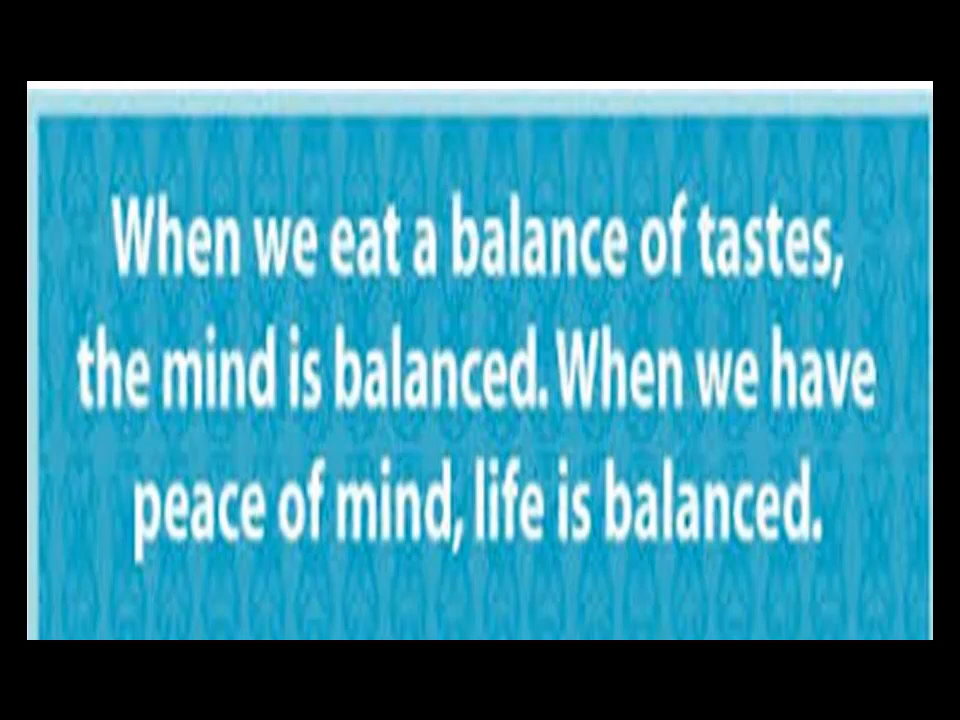 When we eat a balance of tastes,
the mind is balanced. When we have
peace of mind, life is balanced.